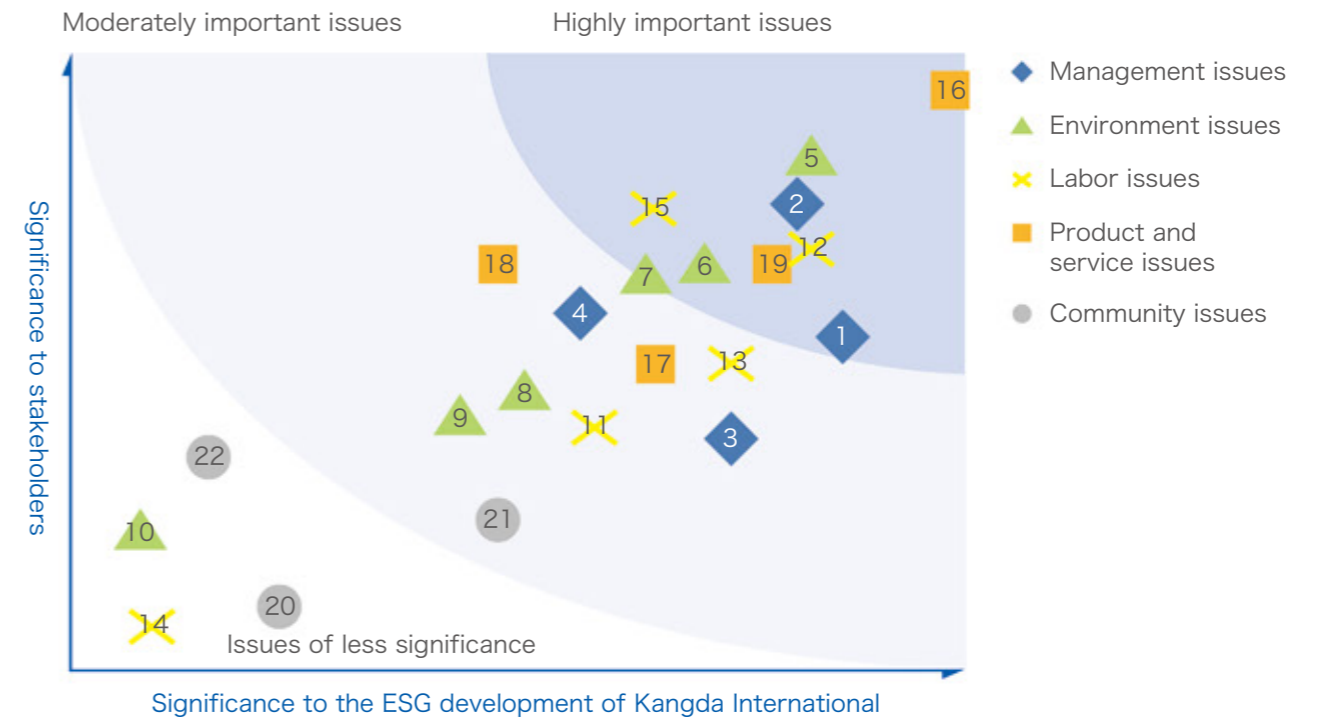 Moderately important issues
Highly important issues
Management issues
Environment issues
Labor issues
Product and
service issues
Community issues
16
5
15
2
12
18
7
6
19
4
1
17
13
8
9
11
3
22
21
10
20
14
Issues of less significance
Significance to stakeholders
Significance to the ESG development of Kangda International